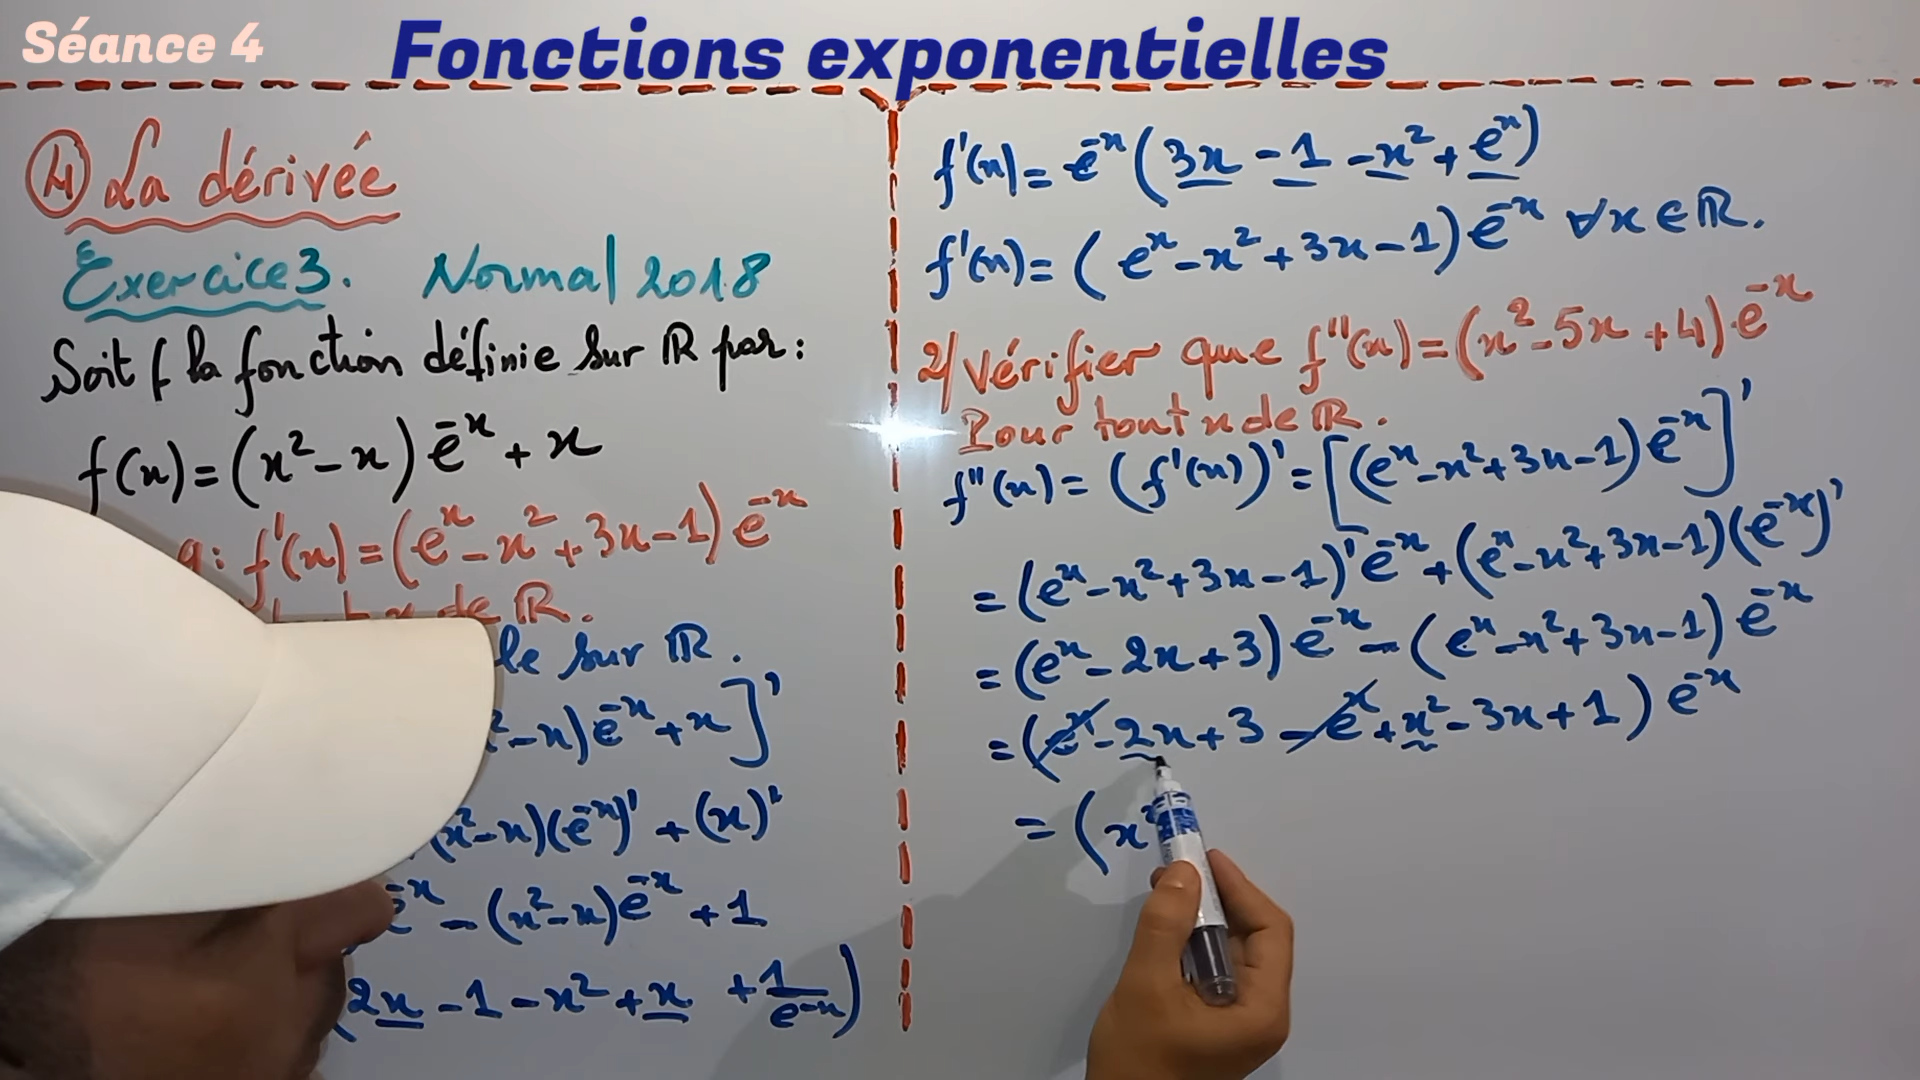 Séance 4
Fonctions exponentielles
4) La dérivée
Exercice 3. Normal 2018
Soit f la fonction définie sur ℝ par :
f(x) = (x² - x) e⁻ˣ + x
q : f'(x) = (eˣ - x² + 3x - 1) e⁻ˣ
x de ℝ.
le sur ℝ.
² - x) e⁻ˣ + x ]'
(x² - x)(e⁻ˣ)' + (x)'
e⁻ˣ - (x² - x) e⁻ˣ + 1
(2x - 1 - x² + x + 1/e⁻ˣ)
f'(x) = e⁻ˣ (3x - 1 - x² + eˣ)
f'(x) = (eˣ - x² + 3x - 1) e⁻ˣ ∀x ∈ ℝ.
2/ Vérifier que f''(x) = (x² - 5x + 4).e⁻ˣ
Pour tout x de ℝ.
f''(x) = (f'(x))' = [(eˣ - x² + 3x - 1) e⁻ˣ]'
= (eˣ - x² + 3x - 1)' e⁻ˣ + (eˣ - x² + 3x - 1)(e⁻ˣ)'
= (eˣ - 2x + 3) e⁻ˣ - (eˣ - x² + 3x - 1) e⁻ˣ
= (eˣ - 2x + 3 - eˣ + x² - 3x + 1) e⁻ˣ
= (x²